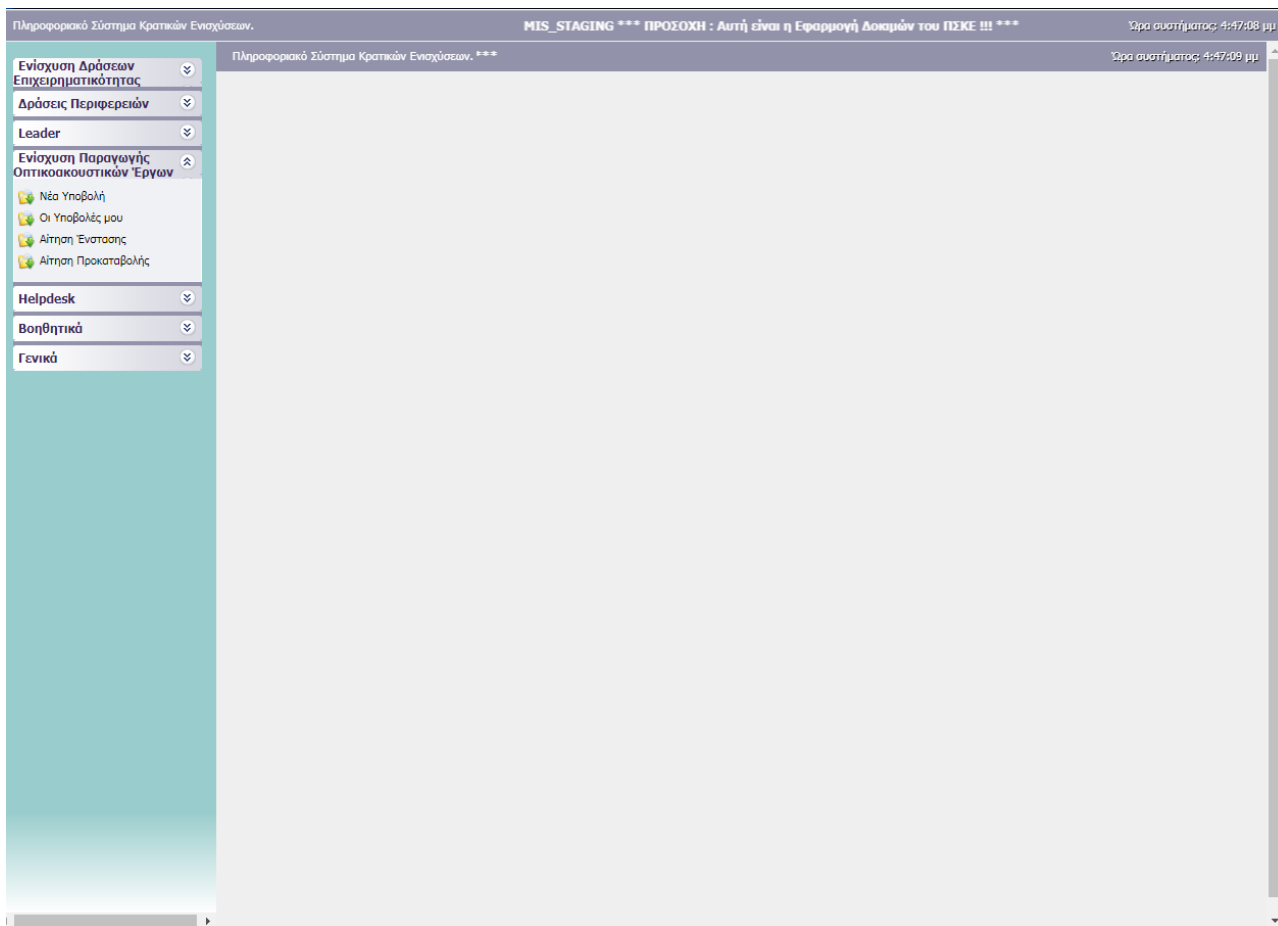 Πληροφοριακό Σύστημα Κρατικών Ενισχύσεων.
MIS_STAGING *** ΠΡΟΣΟΧΗ : Αυτή είναι η Εφαρμογή Δοκιμών του ΠΣΚΕ !!! ***
Ώρα συστήματος: 4:47:08 μμ
Πληροφοριακό Σύστημα Κρατικών Ενισχύσεων. ***
Ώρα συστήματος: 4:47:09 μμ
Ενίσχυση Δράσεων
Επιχειρηματικότητας
Δράσεις Περιφερειών
Leader
Ενίσχυση Παραγωγής
Οπτικοακουστικών Έργων
Νέα Υποβολή
Οι Υποβολές μου
Αίτηση Ένστασης
Αίτηση Προκαταβολής
Helpdesk
Βοηθητικά
Γενικά